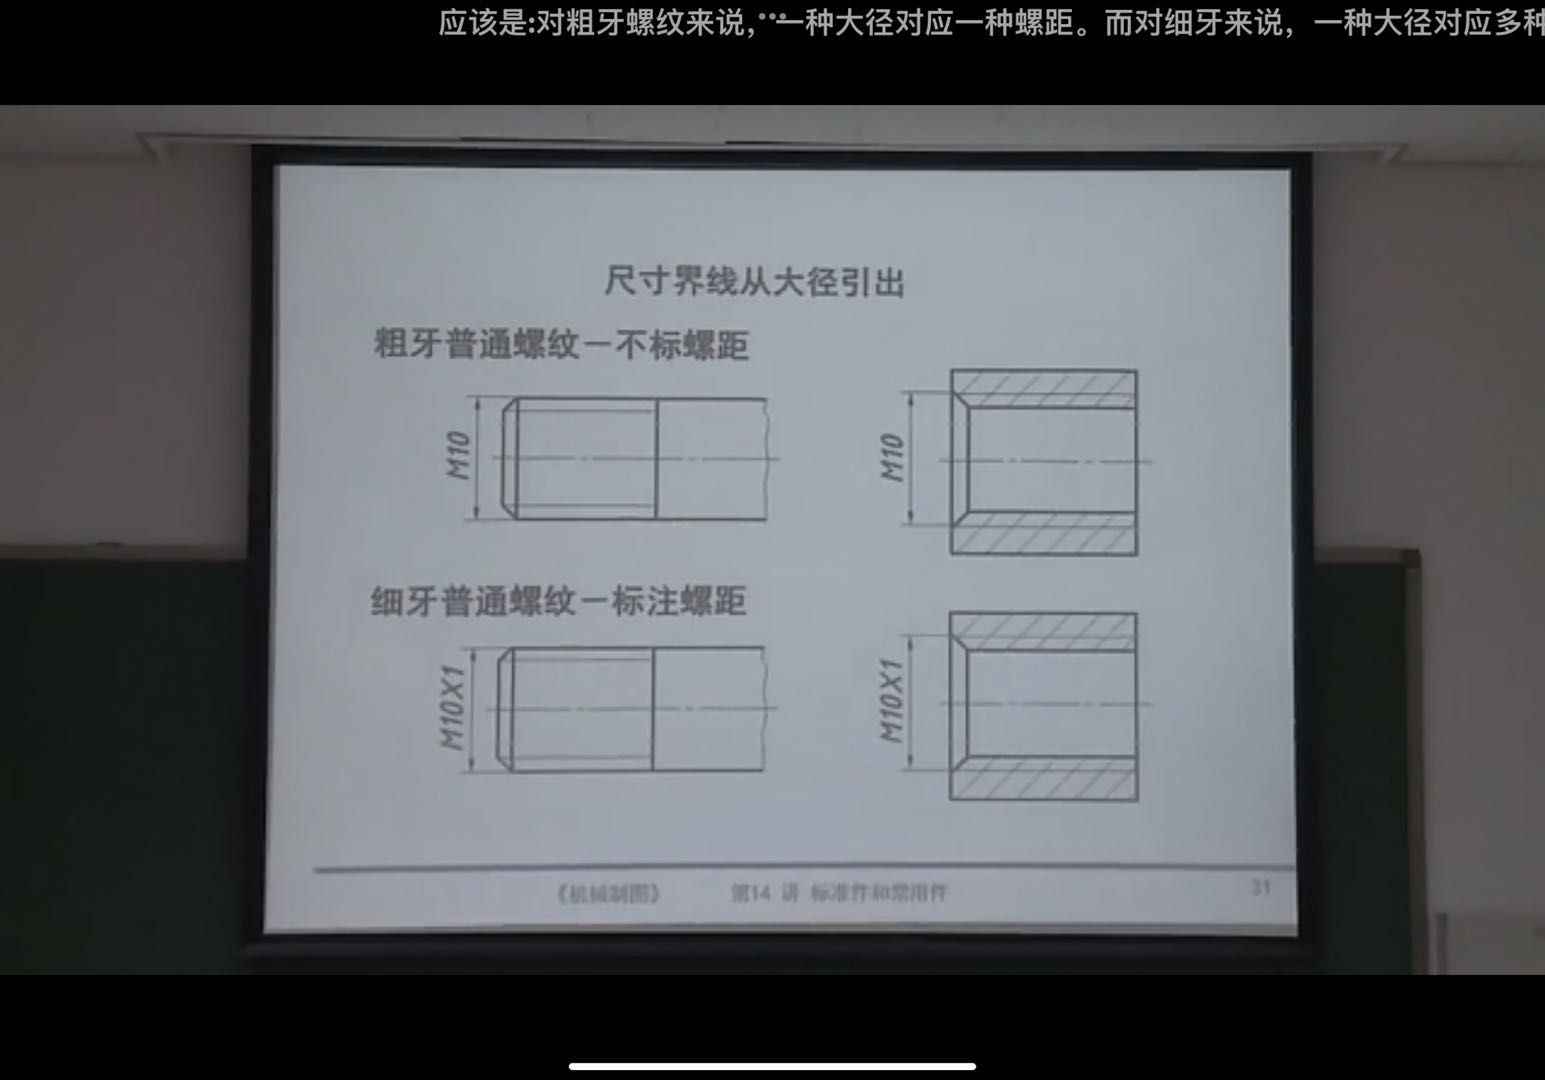 应该是:对粗牙螺纹来说,一种大径对应一种螺距。而对细牙来说，一种大径对应多种
尺寸界线从大径引出
粗牙普通螺纹－不标螺距
M10
M10
细牙普通螺纹－标注螺距
M10X1
M10X1
《机械制图》 第14 讲 标准件和常用件 31